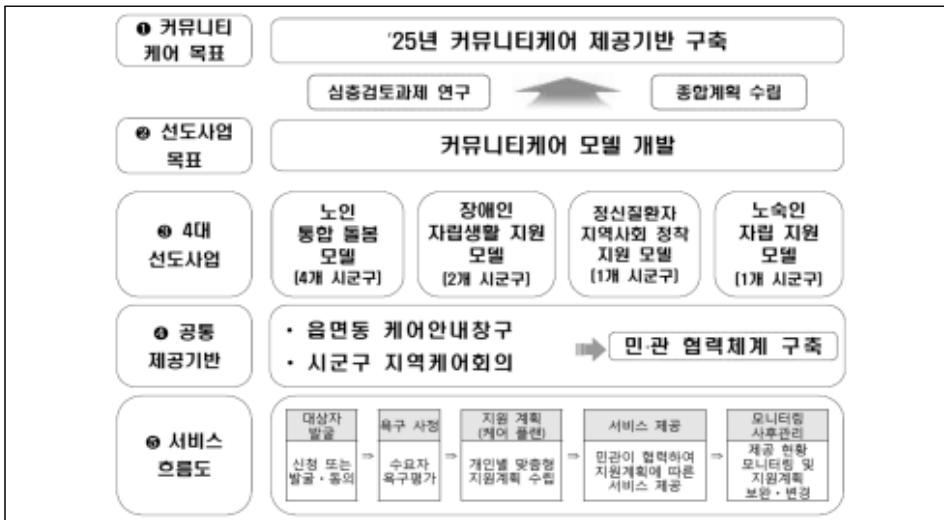 ❶ 커뮤니티
케어 목표
'25년 커뮤니티케어 제공기반 구축
심층검토과제 연구
종합계획 수립
❷ 선도사업
목표
커뮤니티케어 모델 개발
❸ 4대
선도사업
노인
통합 돌봄
모델
(4개 시군구)
장애인
자립생활 지원
모델
(2개 시군구)
정신질환자
지역사회 정착
지원 모델
(1개 시군구)
노숙인
자립 지원
모델
(1개 시군구)
❹ 공통
제공기반
· 읍면동 케어안내창구
· 시군구 지역케어회의
민·관 협력체계 구축
❺ 서비스
흐름도
대상자
발굴
신청 또는
발굴·동의
욕구 사정
수요자
욕구평가
지원 계획
(케어 플랜)
개인별 맞춤형
지원계획 수립
서비스 제공
민관이 협력하여
지원계획에 따른
서비스 제공
모니터링
사후관리
제공 현황
모니터링 및
지원계획
보완·변경